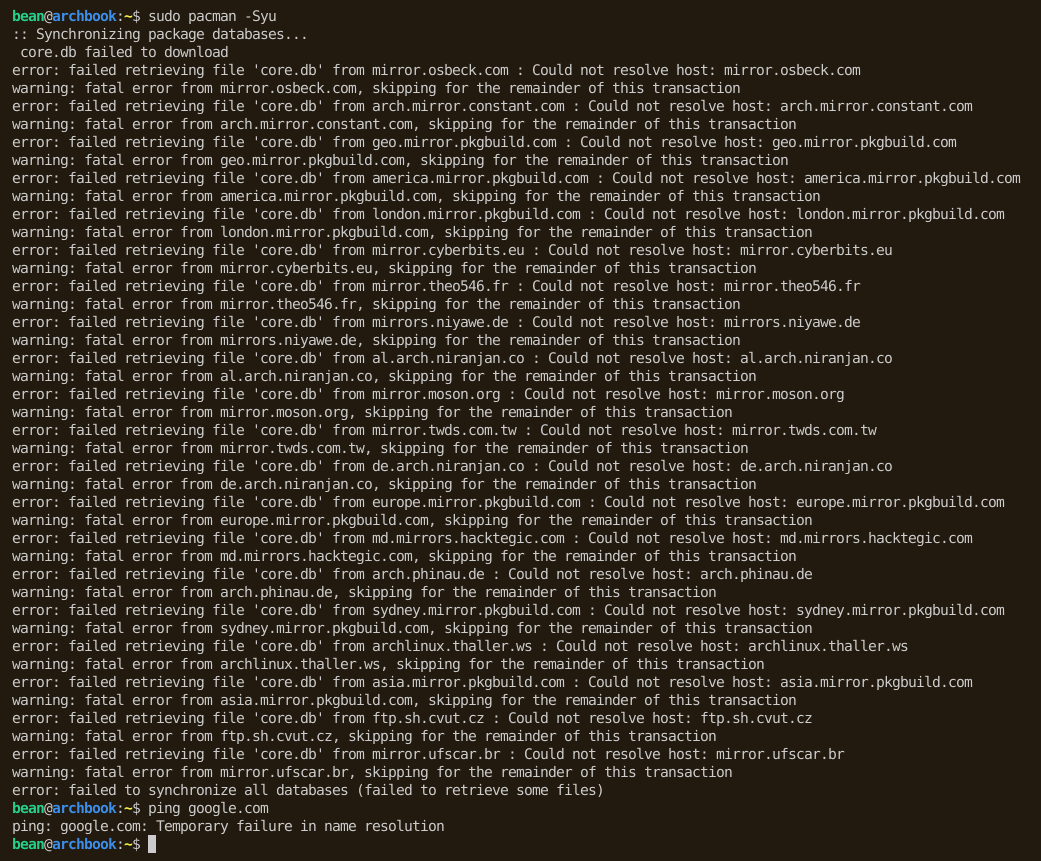 bean@archbook:~$ sudo pacman -Syu
:: Synchronizing package databases...
 core.db failed to download
error: failed retrieving file 'core.db' from mirror.osbeck.com : Could not resolve host: mirror.osbeck.com
warning: fatal error from mirror.osbeck.com, skipping for the remainder of this transaction
error: failed retrieving file 'core.db' from arch.mirror.constant.com : Could not resolve host: arch.mirror.constant.com
warning: fatal error from arch.mirror.constant.com, skipping for the remainder of this transaction
error: failed retrieving file 'core.db' from geo.mirror.pkgbuild.com : Could not resolve host: geo.mirror.pkgbuild.com
warning: fatal error from geo.mirror.pkgbuild.com, skipping for the remainder of this transaction
error: failed retrieving file 'core.db' from america.mirror.pkgbuild.com : Could not resolve host: america.mirror.pkgbuild.com
warning: fatal error from america.mirror.pkgbuild.com, skipping for the remainder of this transaction
error: failed retrieving file 'core.db' from london.mirror.pkgbuild.com : Could not resolve host: london.mirror.pkgbuild.com
warning: fatal error from london.mirror.pkgbuild.com, skipping for the remainder of this transaction
error: failed retrieving file 'core.db' from mirror.cyberbits.eu : Could not resolve host: mirror.cyberbits.eu
warning: fatal error from mirror.cyberbits.eu, skipping for the remainder of this transaction
error: failed retrieving file 'core.db' from mirror.theo546.fr : Could not resolve host: mirror.theo546.fr
warning: fatal error from mirror.theo546.fr, skipping for the remainder of this transaction
error: failed retrieving file 'core.db' from mirrors.niyawe.de : Could not resolve host: mirrors.niyawe.de
warning: fatal error from mirrors.niyawe.de, skipping for the remainder of this transaction
error: failed retrieving file 'core.db' from al.arch.niranjan.co : Could not resolve host: al.arch.niranjan.co
warning: fatal error from al.arch.niranjan.co, skipping for the remainder of this transaction
error: failed retrieving file 'core.db' from mirror.moson.org : Could not resolve host: mirror.moson.org
warning: fatal error from mirror.moson.org, skipping for the remainder of this transaction
error: failed retrieving file 'core.db' from mirror.twds.com.tw : Could not resolve host: mirror.twds.com.tw
warning: fatal error from mirror.twds.com.tw, skipping for the remainder of this transaction
error: failed retrieving file 'core.db' from de.arch.niranjan.co : Could not resolve host: de.arch.niranjan.co
warning: fatal error from de.arch.niranjan.co, skipping for the remainder of this transaction
error: failed retrieving file 'core.db' from europe.mirror.pkgbuild.com : Could not resolve host: europe.mirror.pkgbuild.com
warning: fatal error from europe.mirror.pkgbuild.com, skipping for the remainder of this transaction
error: failed retrieving file 'core.db' from md.mirrors.hacktegic.com : Could not resolve host: md.mirrors.hacktegic.com
warning: fatal error from md.mirrors.hacktegic.com, skipping for the remainder of this transaction
error: failed retrieving file 'core.db' from arch.phinau.de : Could not resolve host: arch.phinau.de
warning: fatal error from arch.phinau.de, skipping for the remainder of this transaction
error: failed retrieving file 'core.db' from sydney.mirror.pkgbuild.com : Could not resolve host: sydney.mirror.pkgbuild.com
warning: fatal error from sydney.mirror.pkgbuild.com, skipping for the remainder of this transaction
error: failed retrieving file 'core.db' from archlinux.thaller.ws : Could not resolve host: archlinux.thaller.ws
warning: fatal error from archlinux.thaller.ws, skipping for the remainder of this transaction
error: failed retrieving file 'core.db' from asia.mirror.pkgbuild.com : Could not resolve host: asia.mirror.pkgbuild.com
warning: fatal error from asia.mirror.pkgbuild.com, skipping for the remainder of this transaction
error: failed retrieving file 'core.db' from ftp.sh.cvut.cz : Could not resolve host: ftp.sh.cvut.cz
warning: fatal error from ftp.sh.cvut.cz, skipping for the remainder of this transaction
error: failed retrieving file 'core.db' from mirror.ufscar.br : Could not resolve host: mirror.ufscar.br
warning: fatal error from mirror.ufscar.br, skipping for the remainder of this transaction
error: failed to synchronize all databases (failed to retrieve some files)
bean@archbook:~$ ping google.com
ping: google.com: Temporary failure in name resolution
bean@archbook:~$